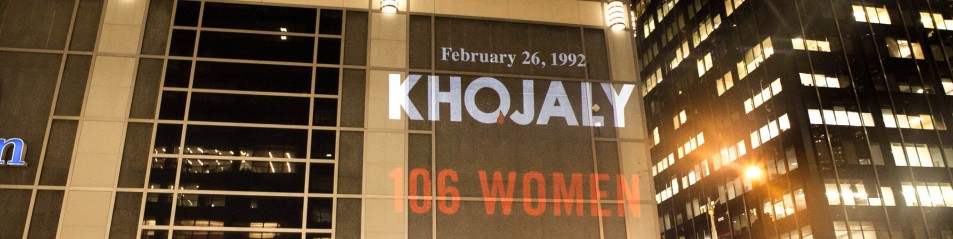 February 26, 1992
KHOJALY
106 WOMEN
n